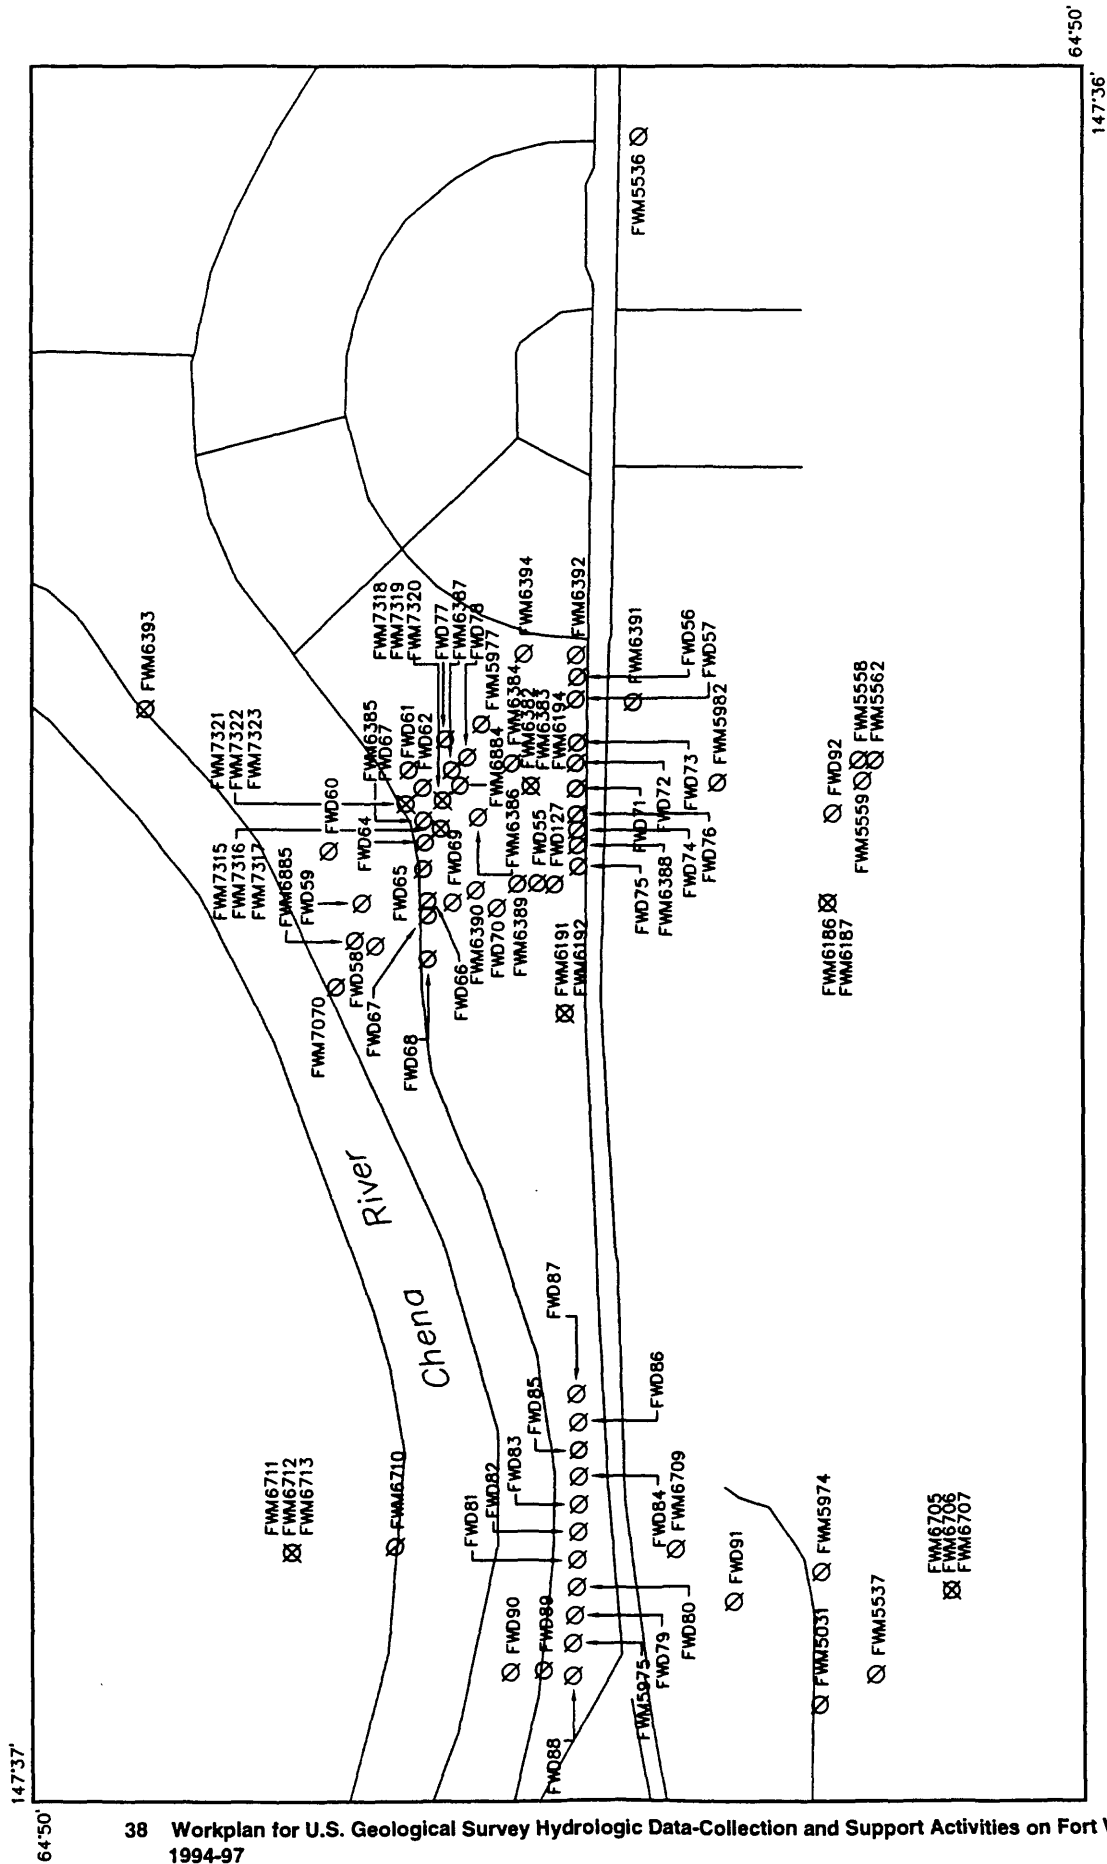 147°37'
64°50'
64°50'
147°36'
FWM5536
FWM6393
FWM7321
FWM7322
FWM7323
FWM7318
FWM7319
FWM7320
FWD77
FWM6387
FWD78
FWM5977
FWM6394
FWM6392
FWM6385
FWD67
FWD61
FWD62
FWD60
FWD64
FWM7315
FWM7316
FWM7317
FWM6885
FWD59
FWD58
FWM7070
FWD65
FWD69
FWM6884
FWM6384
FWM6382
FWM6383
FWM6194
FWM6386
FWD55
FWD127
FWD67
FWD68
FWD66
FWM6390
FWD70
FWM6389
FWM6191
FWM6192
FWM6391
FWD56
FWD57
FWM5982
FWD73
FWD72
FWD71
FWD76
FWD74
FWM6388
FWD75
FWM5558
FWM5562
FWD92
FWM5559
FWM6186
FWM6187
River
Chena
FWM6711
FWM6712
FWM6713
FWM6710
FWD87
FWD85
FWD83
FWD82
FWD81
FWD86
FWD84
FWM6709
FWD90
FWD89
FWD80
FWD79
FWM5975
FWD88
FWD91
FWM5974
FWM5031
FWM5537
FWM6705
FWM6706
FWM6707
38 Workplan for U.S. Geological Survey Hydrologic Data-Collection and Support Activities on Fort
1994-97